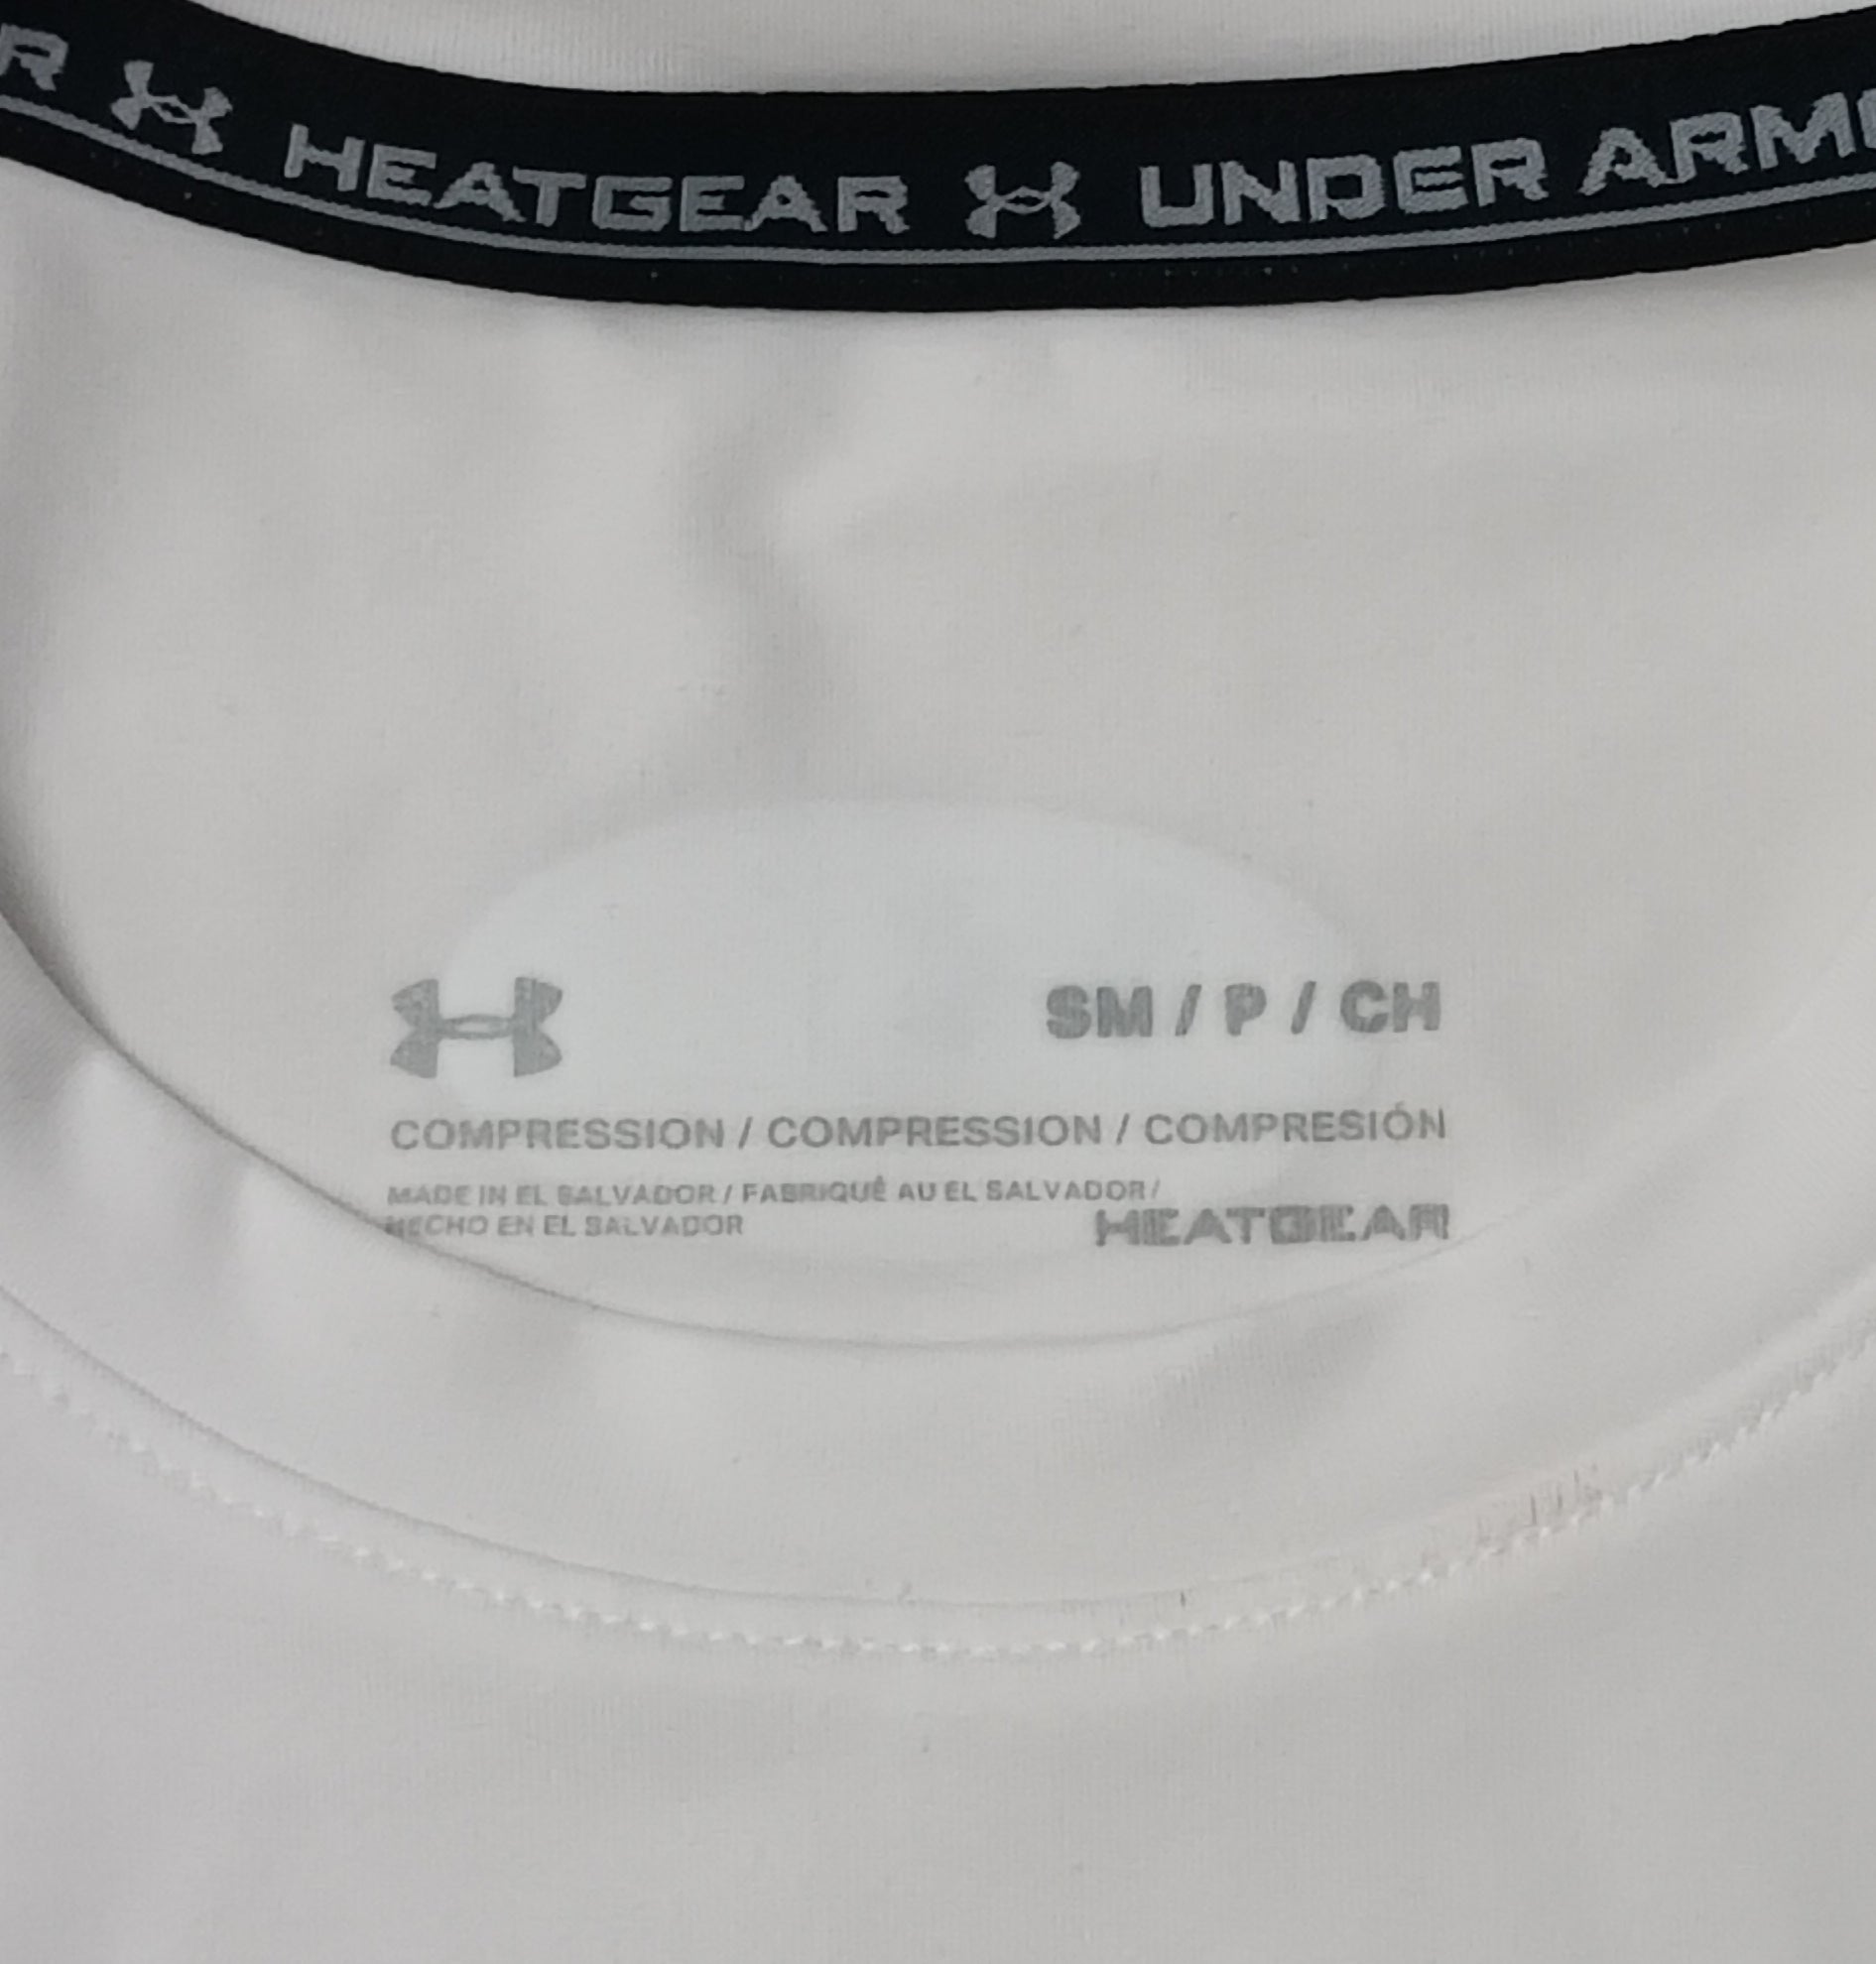 R HEATGEAR UNDER ARMO
SM / P / CH
COMPRESSION / COMPRESSION / COMPRESIÓN
MADE IN EL SALVADOR / FABRIQUÉ AU EL SALVADOR /
HECHO EN EL SALVADOR
HEATGEAR